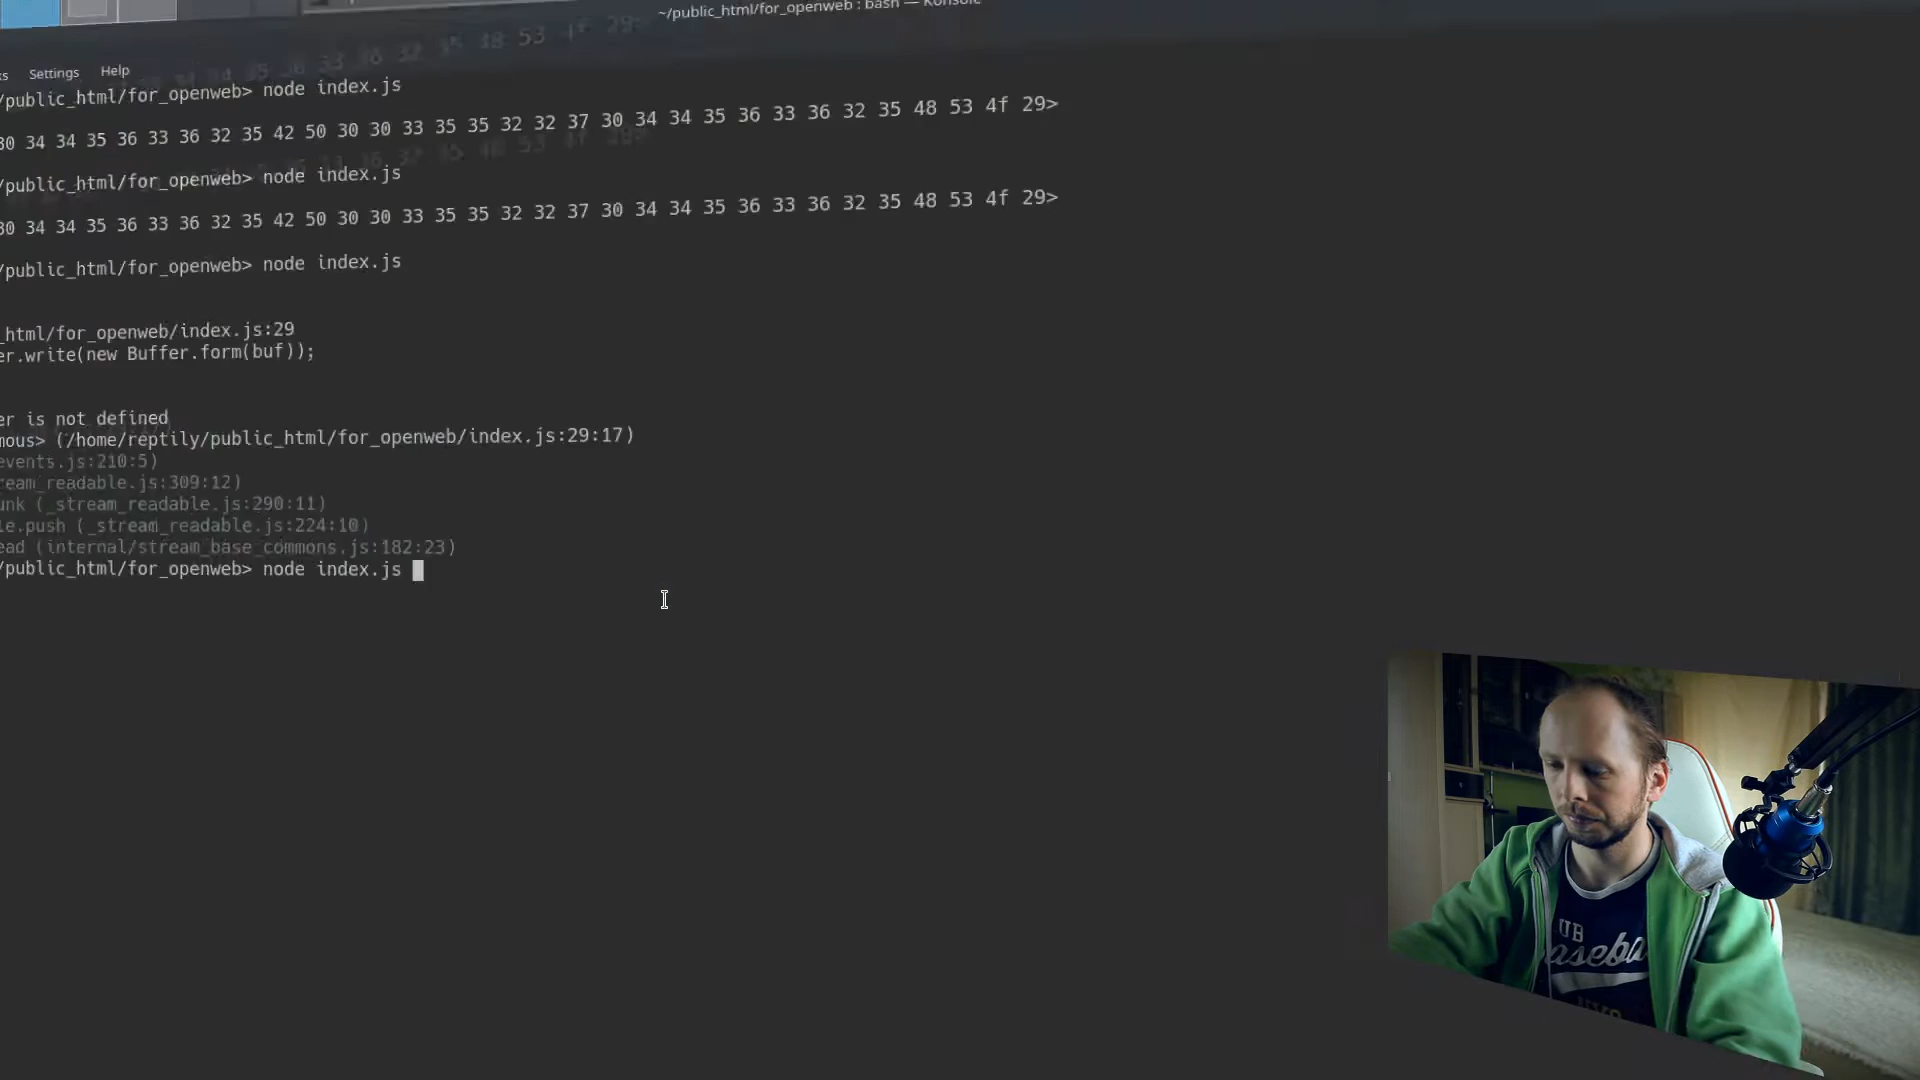 ~/public_html/for_openweb : bash — Konsole
Settings Help
/public_html/for_openweb> node index.js
30 34 34 35 36 33 36 32 35 42 50 30 30 33 35 35 32 32 37 30 34 34 35 36 33 36 32 35 48 53 4f 29>
/public_html/for_openweb> node index.js
30 34 34 35 36 33 36 32 35 42 50 30 30 33 35 35 32 32 37 30 34 34 35 36 33 36 32 35 48 53 4f 29>
/public_html/for_openweb> node index.js
_html/for_openweb/index.js:29
er.write(new Buffer.form(buf));
er is not defined
mous> (/home/reptily/public_html/for_openweb/index.js:29:17)
events.js:210:5)
ream_readable.js:309:12)
unk (_stream_readable.js:290:11)
le.push (_stream_readable.js:224:10)
ead (internal/stream_base_commons.js:182:23)
/public_html/for_openweb> node index.js
UB
aseba